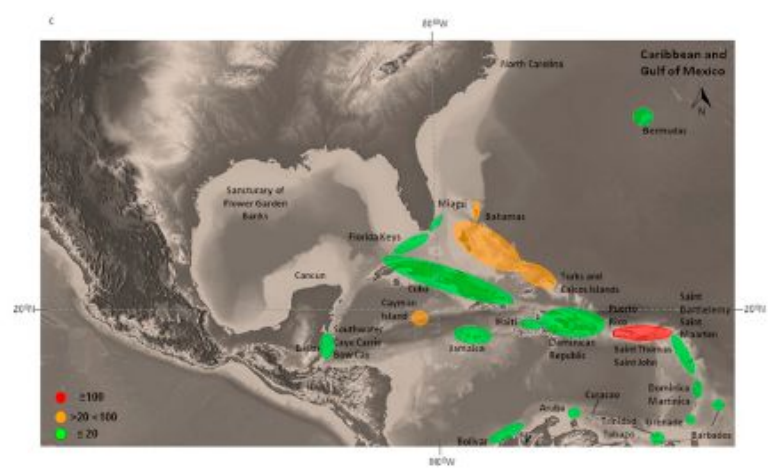 c
80°W
Caribbean and
Gulf of Mexico
North Carolina
N
Bermudas
Sancturary of
Flower Garden
Banks
Miami
Bahamas
Florida Keys
Cancun
Turks and
Caicos Islands
Cuba
20°N
20°N
Cayman
Island
Puerto
Rico
Saint
Barthelemy
Saint
Maarten
Haiti
Southwater
Caye Carrie
Bow Cay
Jamaica
Dominican
Republic
Saint Thomas
Saint John
Dominica
Martinica
≥100
>20 <100
≤ 20
Aruba
Curacao
Trinidad
Tobago
Grenade
Barbados
Bolivar
80°W